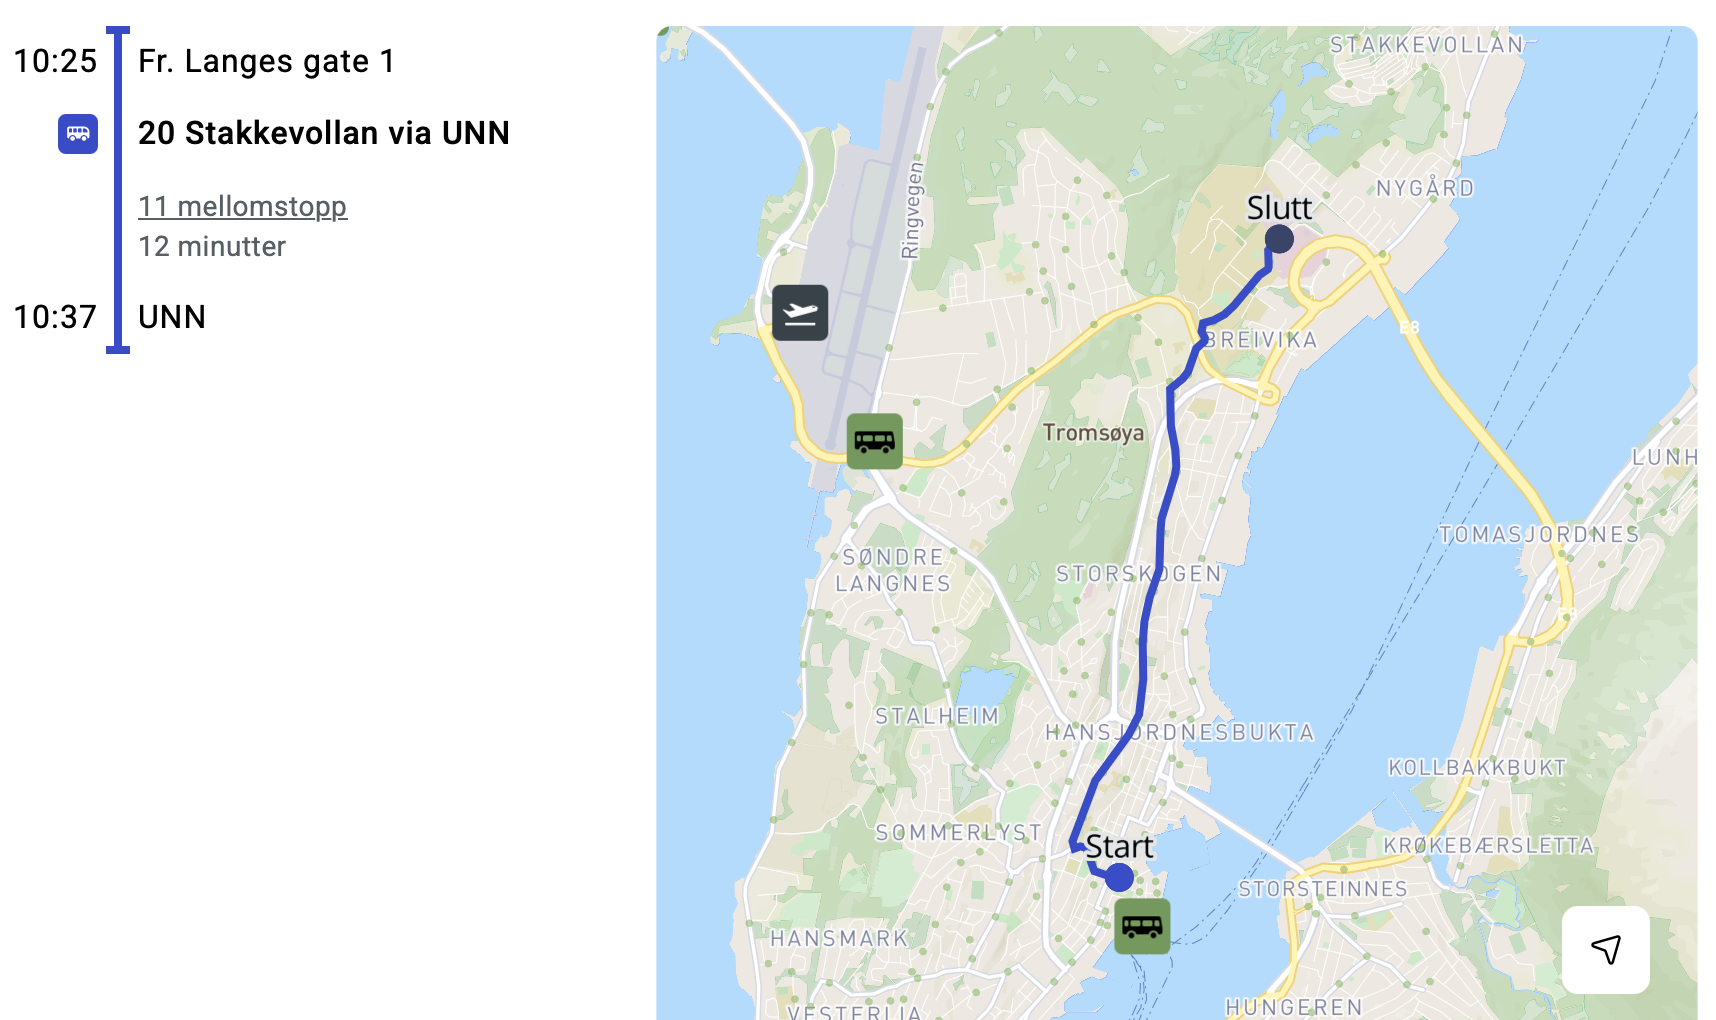 10:25 Fr. Langes gate 1
20 Stakkevollan via UNN
11 mellomstopp
12 minutter
10:37 UNN
STAKKEVOLLAN
NYGÅRD
Ringvegen
Slutt
E8
BREIVIKA
Tromsøya
LUNH
TOMASJORDNES
SØNDRE
LANGNES
STORSKOGEN
E8
STALHEIM
HANSJORDNESBUKTA
KOLLBAKKBUKT
SOMMERLYST
Start
KRØKEBÆRSLETTA
STORSTEINNES
HANSMARK
HUNGEREN
VESTERLIA